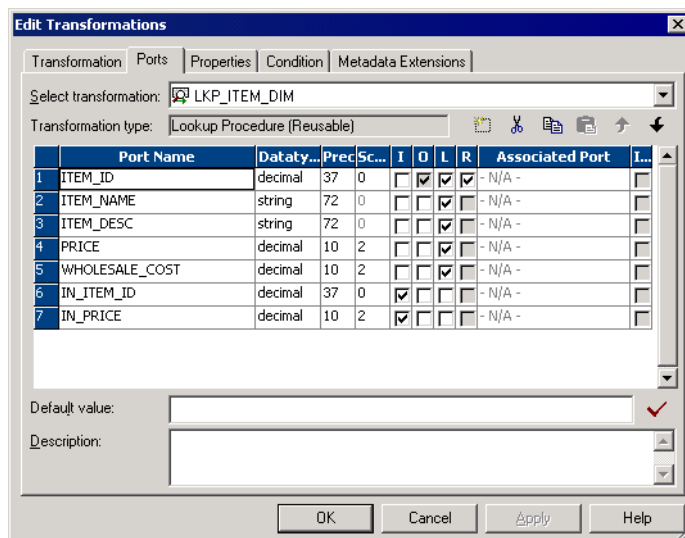 Edit Transformations
Transformation Ports Properties Condition Metadata Extensions
Select transformation: LKP_ITEM_DIM
Transformation type: Lookup Procedure (Reusable)
Port Name Dataty... Prec Sc... I O L R Associated Port I...
1 ITEM_ID decimal 37 0 - N/A -
2 ITEM_NAME string 72 0 - N/A -
3 ITEM_DESC string 72 0 - N/A -
4 PRICE decimal 10 2 - N/A -
5 WHOLESALE_COST decimal 10 2 - N/A -
6 IN_ITEM_ID decimal 37 0 - N/A -
7 IN_PRICE decimal 10 2 - N/A -
Default value:
Description:
OK Cancel Apply Help